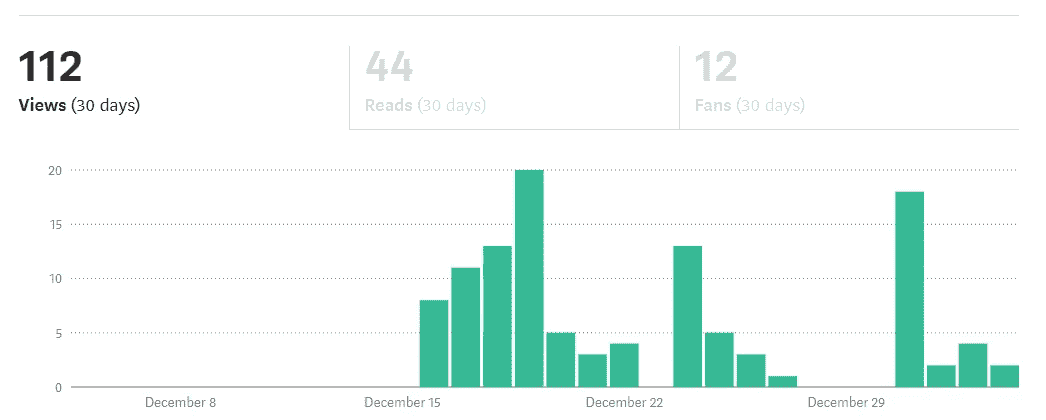 112
Views (30 days)
44
Reads (30 days)
12
Fans (30 days)
20
15
10
5
0
December 8
December 15
December 22
December 29